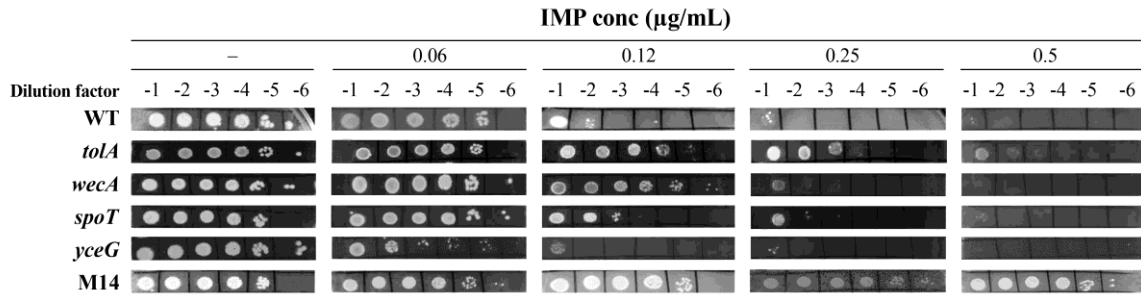 IMP conc (µg/mL)
– 0.06 0.12 0.25 0.5
Dilution factor -1 -2 -3 -4 -5 -6 -1 -2 -3 -4 -5 -6 -1 -2 -3 -4 -5 -6 -1 -2 -3 -4 -5 -6 -1 -2 -3 -4 -5 -6
WT
tolA
wecA
spoT
yceG
M14